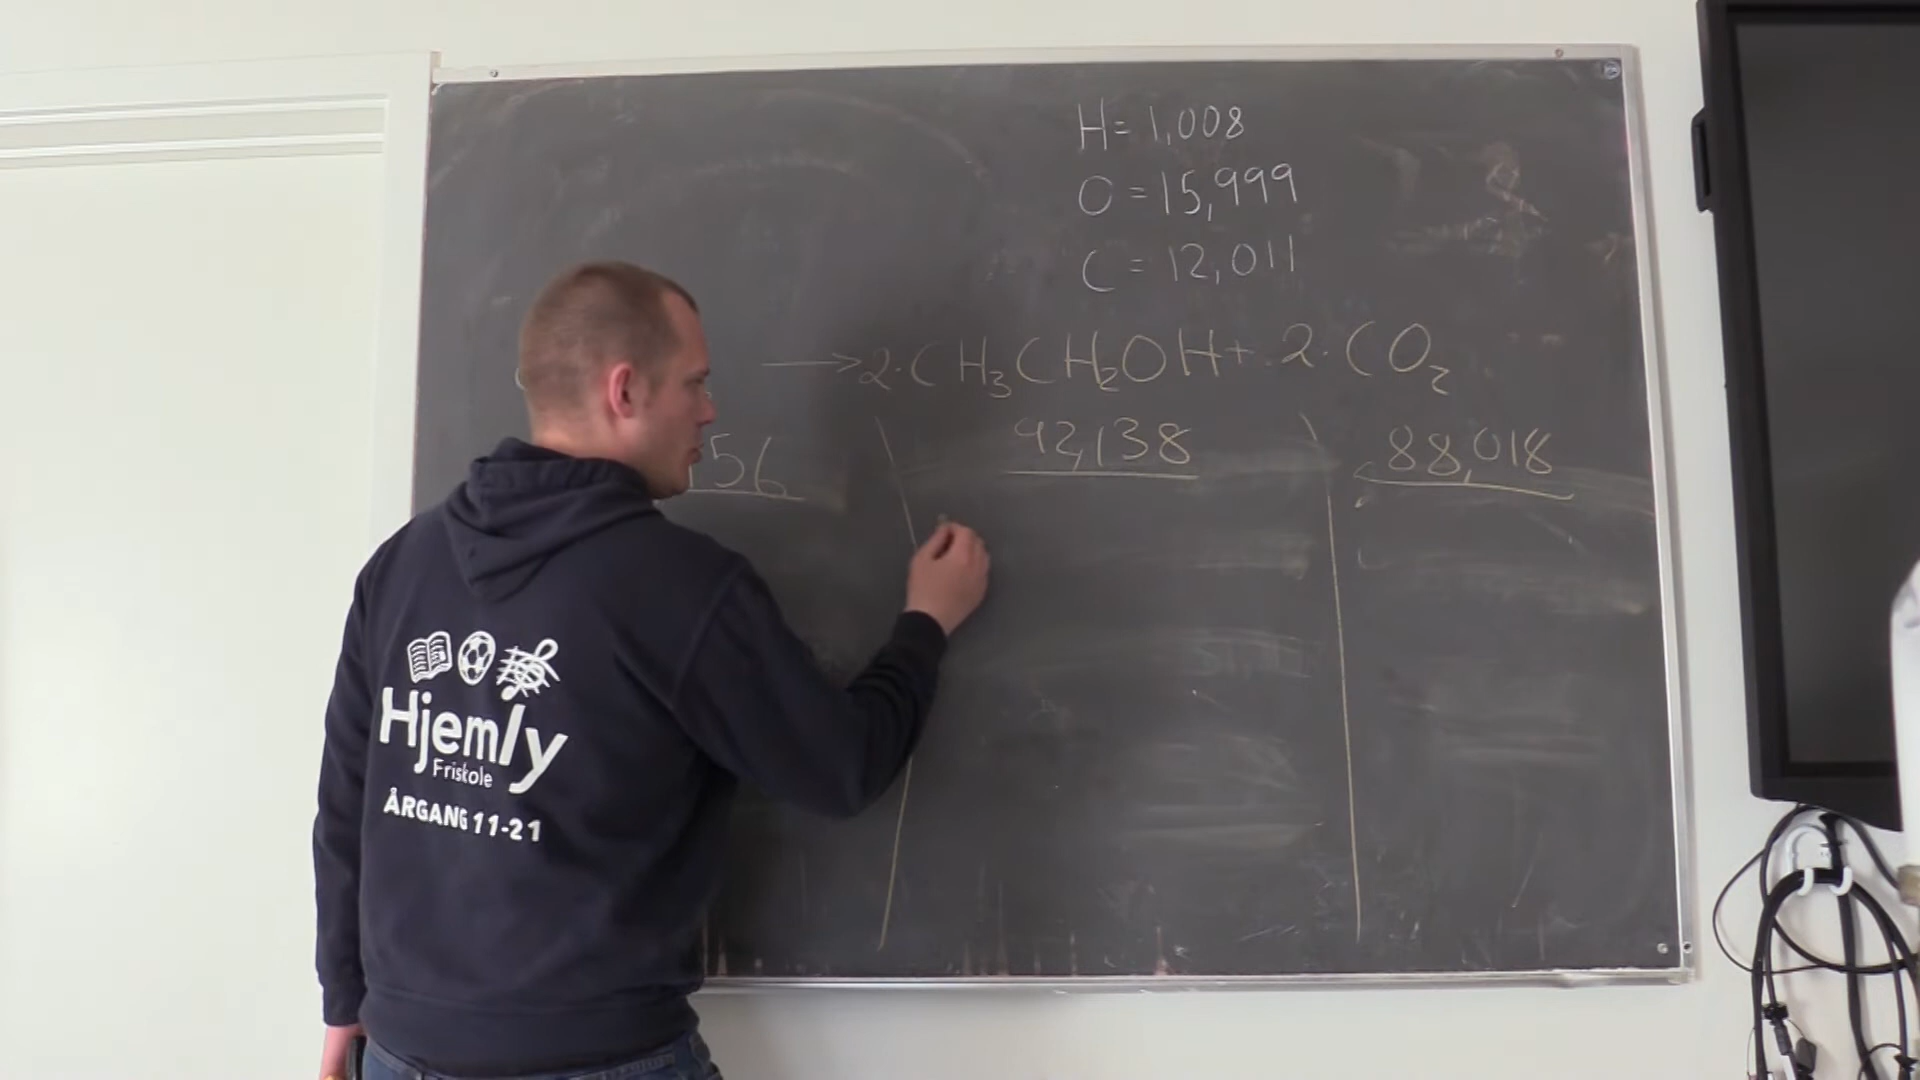 H = 1,008
O = 15,999
C = 12,011
→ 2 · CH₃CH₂OH + 2 · CO₂
56 92,138 88,018
Hjemly
Friskole
ÅRGANG 11-21